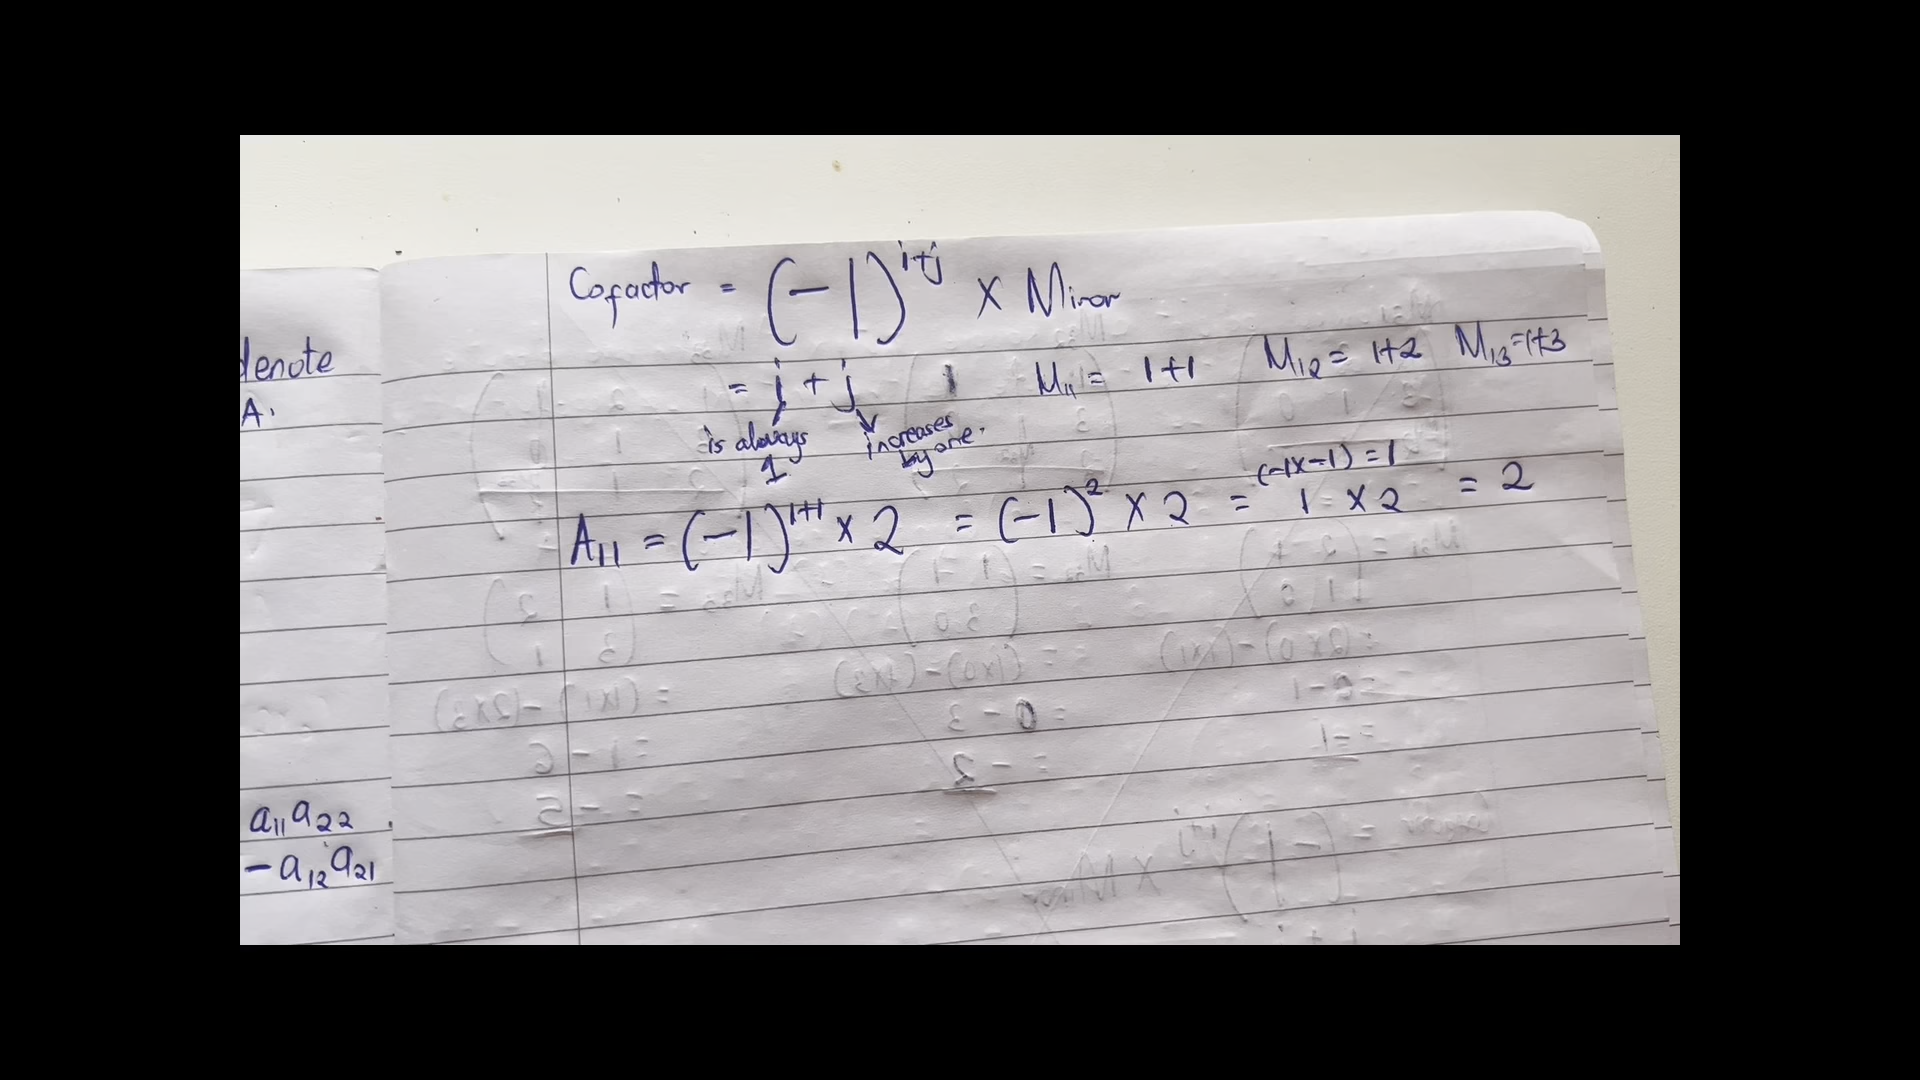 denote
A.
a₁₁a₂₂
-a₁₂a₂₁
Cofactor = (-1)^(i+j) × Minor
= i + j 1 M₁₁ = 1+1 M₁₂ = 1+2 M₁₃ = 1+3
is always 1
increases by one.
(-1×-1) = 1
A₁₁ = (-1)^(1+1) × 2 = (-1)² × 2 = 1 × 2 = 2